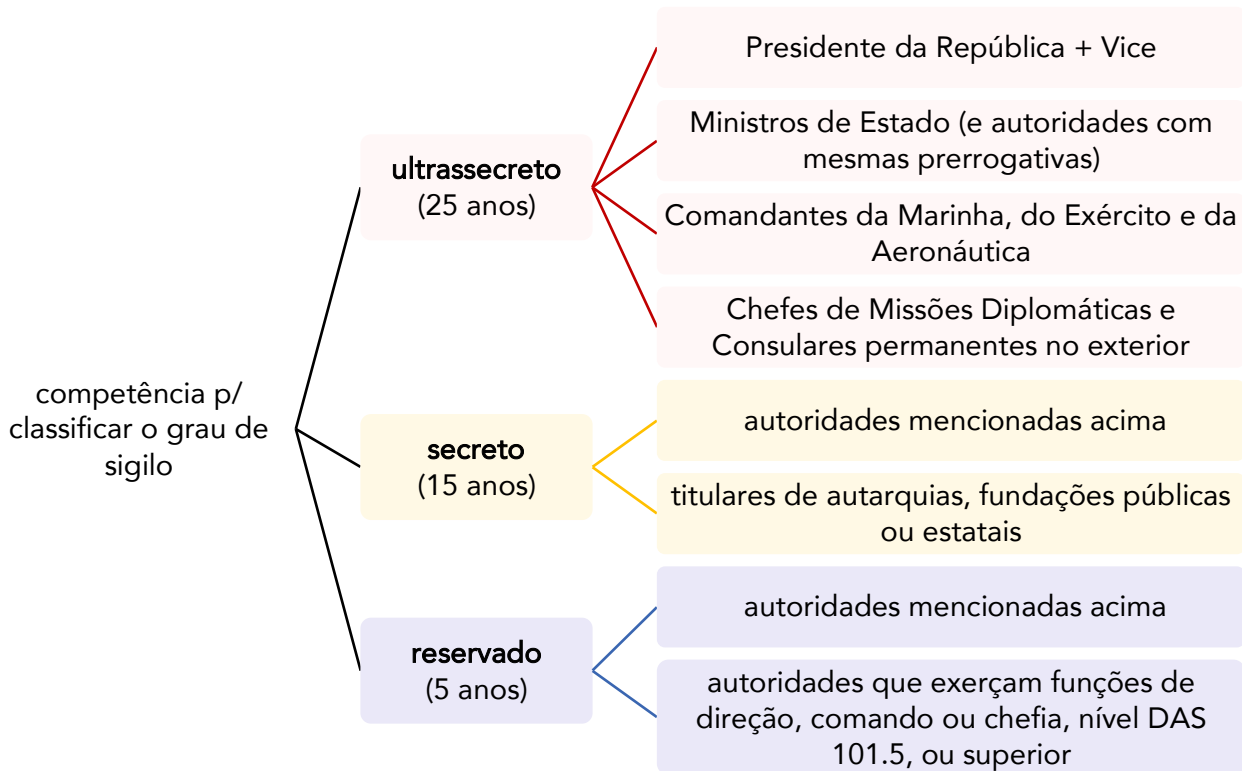 competência p/
classificar o grau de
sigilo
ultrassecreto
(25 anos)
Presidente da República + Vice
Ministros de Estado (e autoridades com
mesmas prerrogativas)
Comandantes da Marinha, do Exército e da
Aeronáutica
Chefes de Missões Diplomáticas e
Consulares permanentes no exterior
secreto
(15 anos)
autoridades mencionadas acima
titulares de autarquias, fundações públicas
ou estatais
reservado
(5 anos)
autoridades mencionadas acima
autoridades que exerçam funções de
direção, comando ou chefia, nível DAS
101.5, ou superior